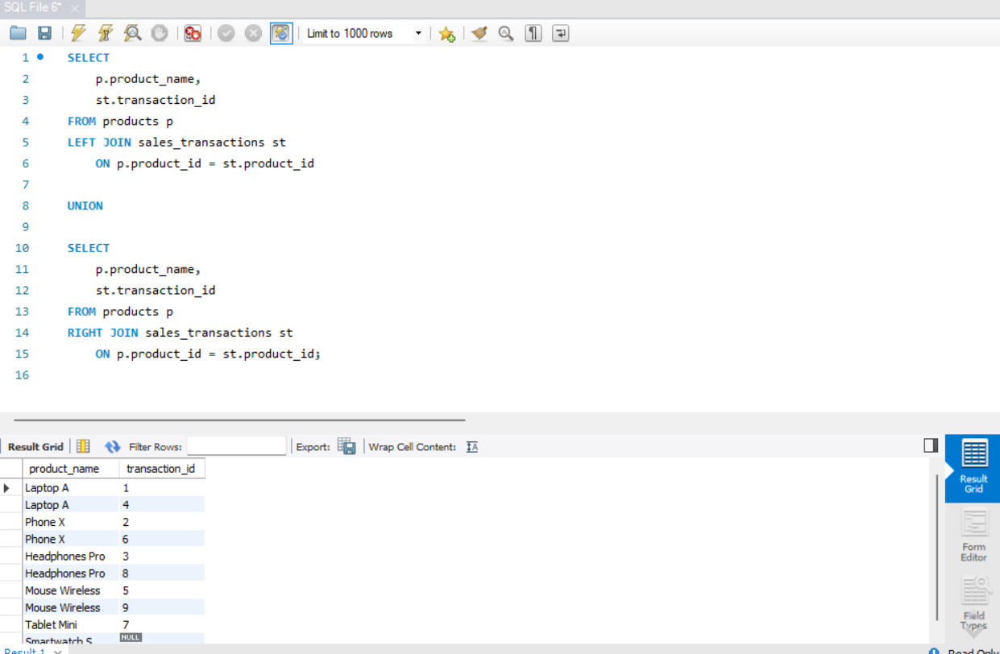 SQL File 6*
Limit to 1000 rows
1 SELECT
2 p.product_name,
3 st.transaction_id
4 FROM products p
5 LEFT JOIN sales_transactions st
6 ON p.product_id = st.product_id
7
8 UNION
9
10 SELECT
11 p.product_name,
12 st.transaction_id
13 FROM products p
14 RIGHT JOIN sales_transactions st
15 ON p.product_id = st.product_id;
16
Result Grid Filter Rows: Export: Wrap Cell Content: IA
product_name transaction_id
Laptop A 1
Laptop A 4
Phone X 2
Phone X 6
Headphones Pro 3
Headphones Pro 8
Mouse Wireless 5
Mouse Wireless 9
Tablet Mini 7
Smartwatch S NULL
Result
Grid
Form
Editor
Field
Types
Result 1
Read Only